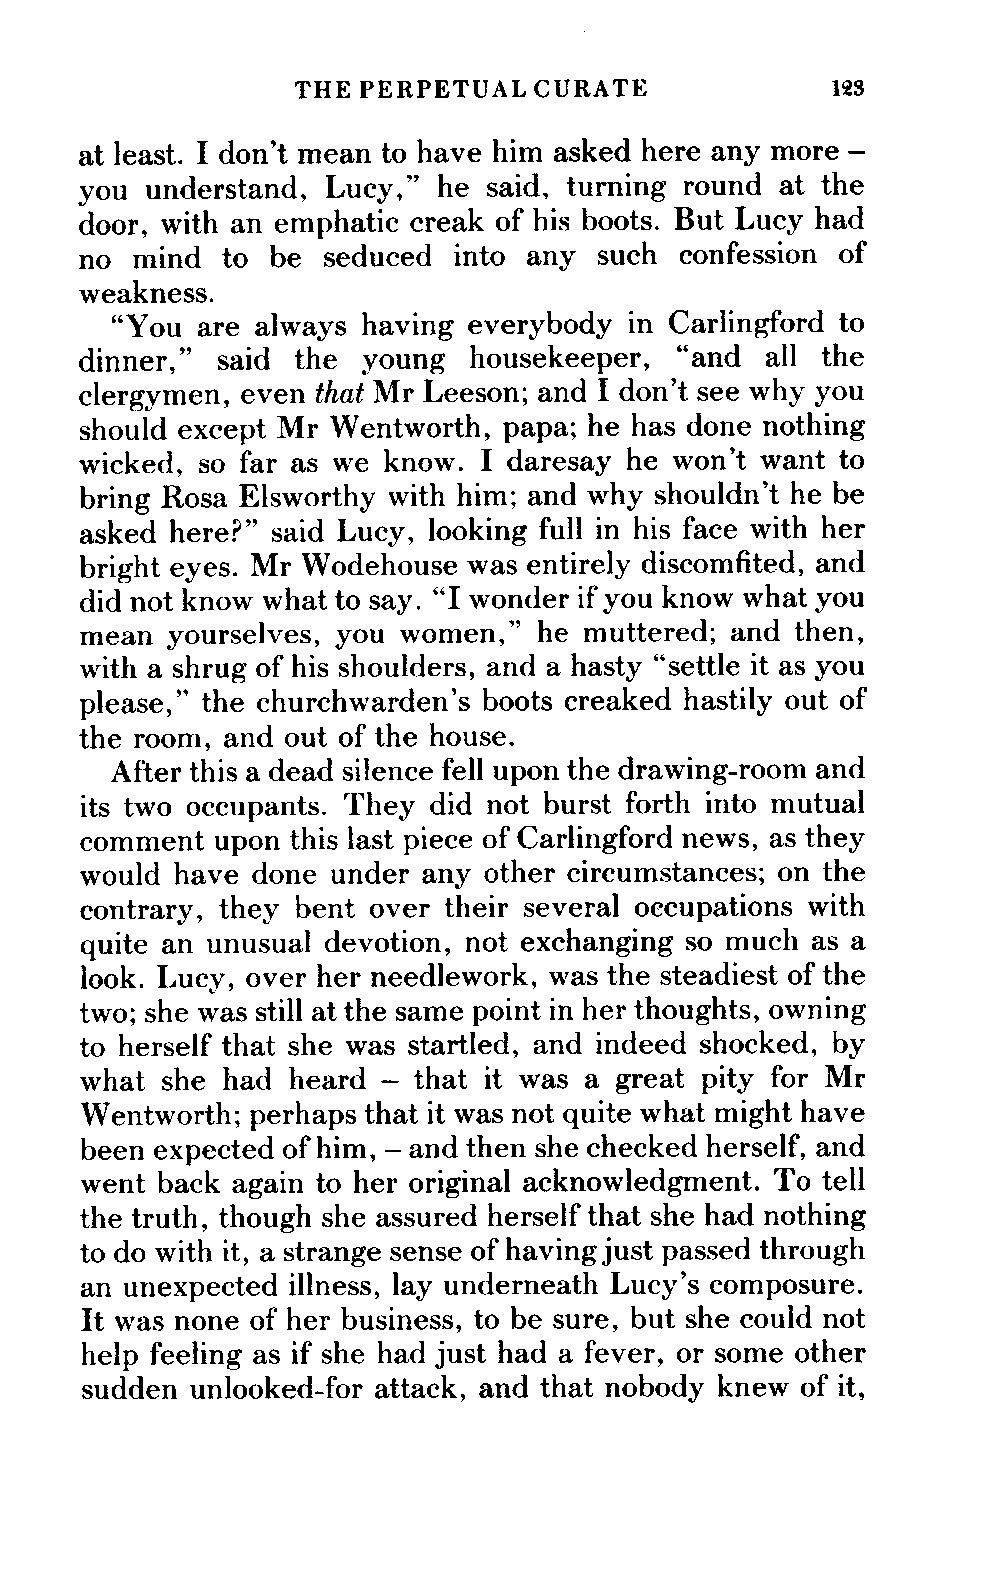 THE PERPETUAL CURATE 123
at least. I don't mean to have him asked here any more –
you understand, Lucy,” he said, turning round at the
door, with an emphatic creak of his boots. But Lucy had
no mind to be seduced into any such confession of
weakness.
“You are always having everybody in Carlingford to
dinner,” said the young housekeeper, “and all the
clergymen, even that Mr Leeson; and I don't see why you
should except Mr Wentworth, papa; he has done nothing
wicked, so far as we know. I daresay he won't want to
bring Rosa Elsworthy with him; and why shouldn't he be
asked here?” said Lucy, looking full in his face with her
bright eyes. Mr Wodehouse was entirely discomfited, and
did not know what to say. “I wonder if you know what you
mean yourselves, you women,” he muttered; and then,
with a shrug of his shoulders, and a hasty “settle it as you
please,” the churchwarden's boots creaked hastily out of
the room, and out of the house.
After this a dead silence fell upon the drawing-room and
its two occupants. They did not burst forth into mutual
comment upon this last piece of Carlingford news, as they
would have done under any other circumstances; on the
contrary, they bent over their several occupations with
quite an unusual devotion, not exchanging so much as a
look. Lucy, over her needlework, was the steadiest of the
two; she was still at the same point in her thoughts, owning
to herself that she was startled, and indeed shocked, by
what she had heard – that it was a great pity for Mr
Wentworth; perhaps that it was not quite what might have
been expected of him, – and then she checked herself, and
went back again to her original acknowledgment. To tell
the truth, though she assured herself that she had nothing
to do with it, a strange sense of having just passed through
an unexpected illness, lay underneath Lucy's composure.
It was none of her business, to be sure, but she could not
help feeling as if she had just had a fever, or some other
sudden unlooked-for attack, and that nobody knew of it,